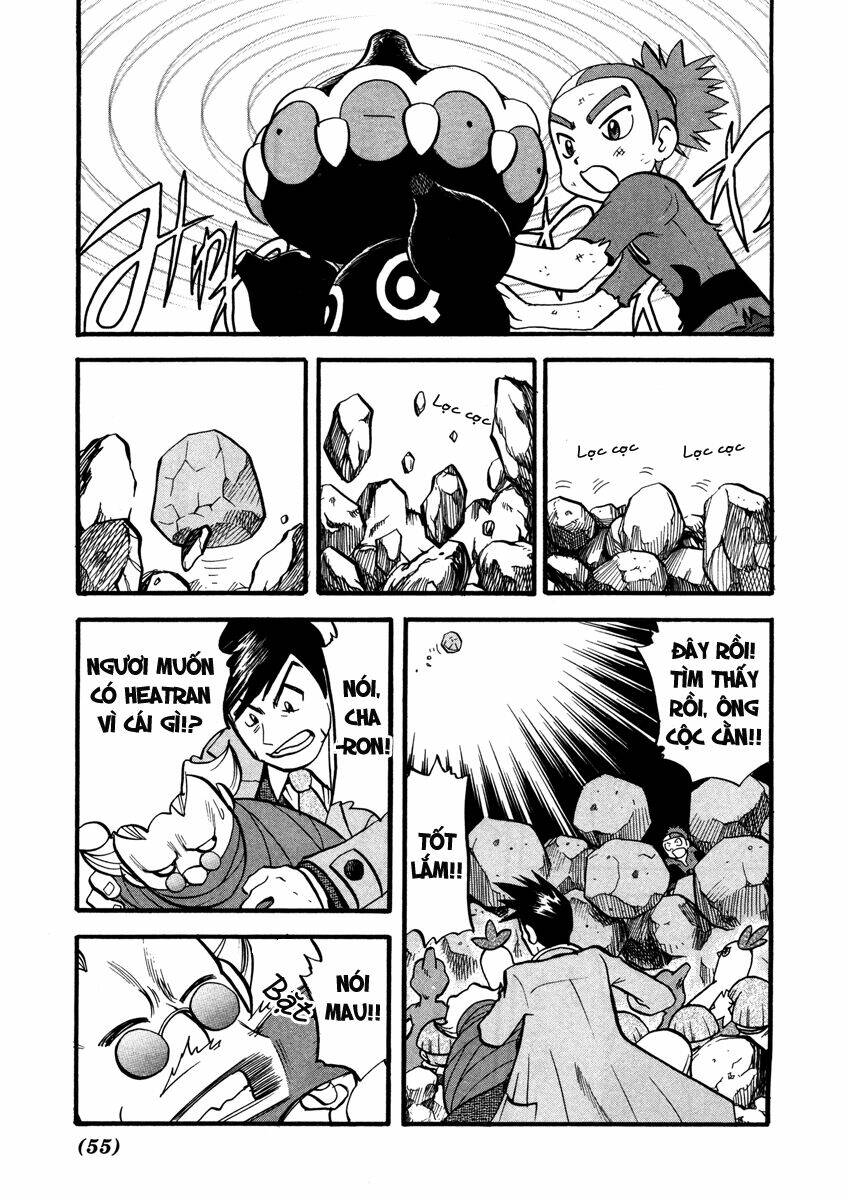 Lọc cọc
Lọc cọc
Lọc cọc
ĐÂY RỒI!
TÌM THẤY
RỒI, ÔNG
CỘC CẰN!!
TỐT
LẮM!!
NÓI,
CHA
-RON!
NGƯƠI MUỐN
CÓ HEATRAN
VÌ CÁI GÌ!?
NÓI
MAU!!
Bặt
(55)